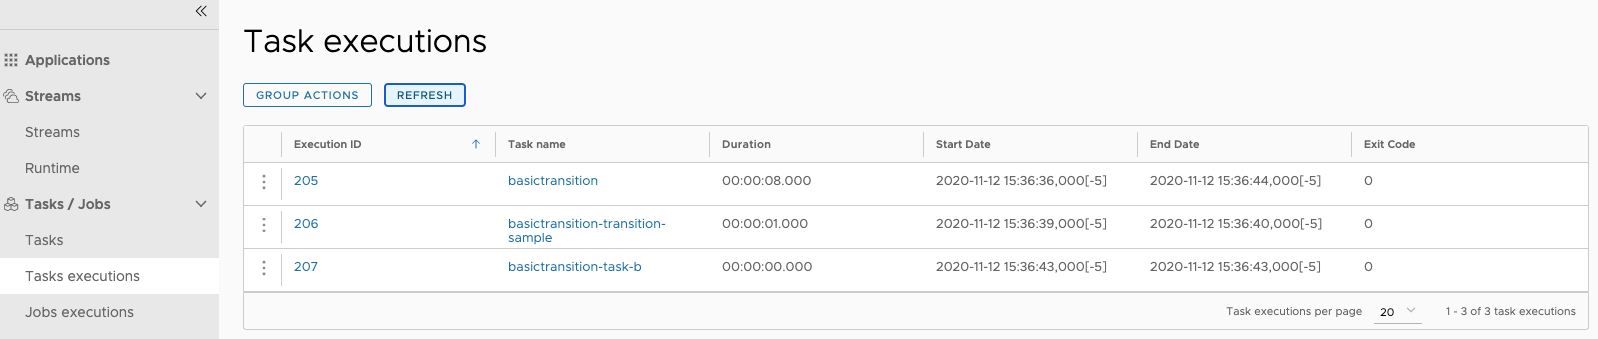 Applications
Streams
Streams
Runtime
Tasks / Jobs
Tasks
Tasks executions
Jobs executions
Task executions
GROUP ACTIONS REFRESH
Execution ID Task name Duration Start Date End Date Exit Code
205 basictransition 00:00:08.000 2020-11-12 15:36:36,000[-5] 2020-11-12 15:36:44,000[-5] 0
206 basictransition-transition- 00:00:01.000 2020-11-12 15:36:39,000[-5] 2020-11-12 15:36:40,000[-5] 0
sample
207 basictransition-task-b 00:00:00.000 2020-11-12 15:36:43,000[-5] 2020-11-12 15:36:43,000[-5] 0
Task executions per page 20 1 - 3 of 3 task executions